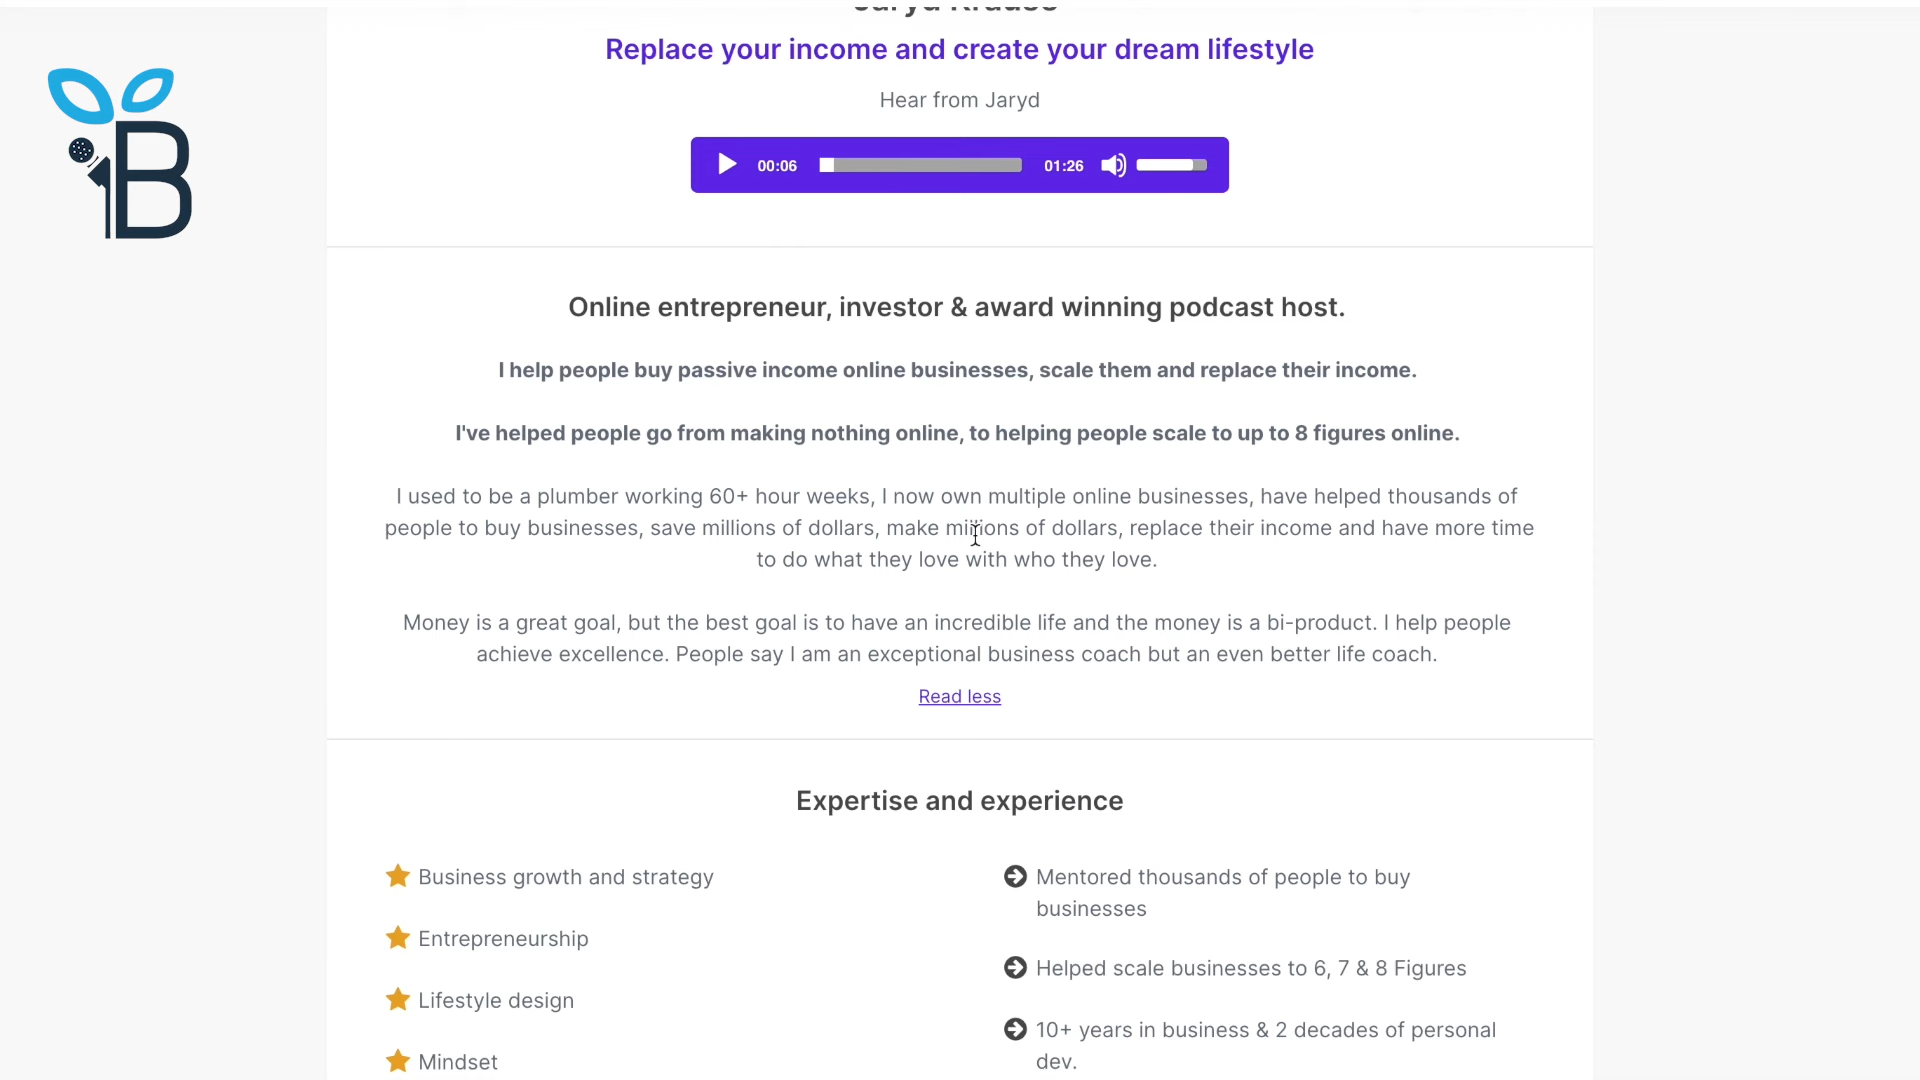 Jaryd Krause
Replace your income and create your dream lifestyle
Hear from Jaryd
00:06 01:26
B
Online entrepreneur, investor & award winning podcast host.
I help people buy passive income online businesses, scale them and replace their income.
I've helped people go from making nothing online, to helping people scale to up to 8 figures online.
I used to be a plumber working 60+ hour weeks, I now own multiple online businesses, have helped thousands of
people to buy businesses, save millions of dollars, make millions of dollars, replace their income and have more time
to do what they love with who they love.
Money is a great goal, but the best goal is to have an incredible life and the money is a bi-product. I help people
achieve excellence. People say I am an exceptional business coach but an even better life coach.
Read less
Expertise and experience
Business growth and strategy
Entrepreneurship
Lifestyle design
Mindset
Mentored thousands of people to buy
businesses
Helped scale businesses to 6, 7 & 8 Figures
10+ years in business & 2 decades of personal
dev.